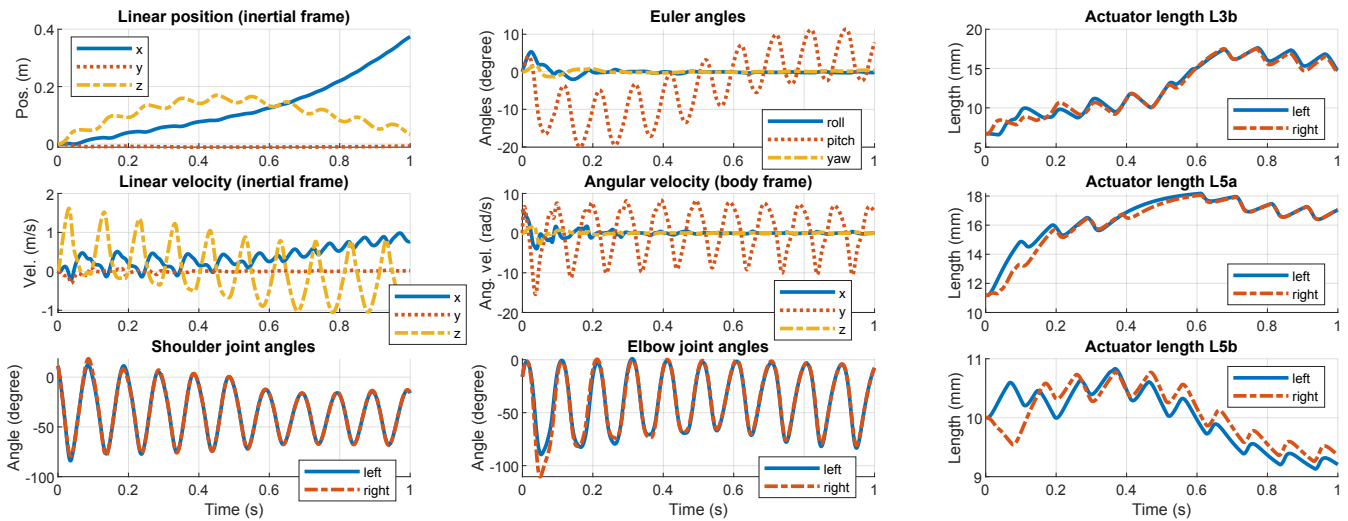 Linear position (inertial frame)
Pos. (m)
0.4
0.2
0
x
y
z
0 0.2 0.4 0.6 0.8 1
Euler angles
Angles (degree)
10
0
-10
-20
roll
pitch
yaw
0 0.2 0.4 0.6 0.8 1
Actuator length L3b
Length (mm)
20
15
10
5
left
right
0 0.2 0.4 0.6 0.8 1
Linear velocity (inertial frame)
Vel. (m/s)
2
1
0
-1
x
y
z
0 0.2 0.4 0.6 0.8
Angular velocity (body frame)
Ang. vel. (rad/s)
10
0
-10
-20
x
y
z
0 0.2 0.4 0.6 0.8 1
Actuator length L5a
Length (mm)
18
16
14
12
10
left
right
0 0.2 0.4 0.6 0.8 1
Shoulder joint angles
Angle (degree)
0
-50
-100
left
right
0 0.2 0.4 0.6 0.8 1
Time (s)
Elbow joint angles
Angle (degree)
0
-50
-100
left
right
0 0.2 0.4 0.6 0.8 1
Time (s)
Actuator length L5b
Length (mm)
11
10
9
left
right
0 0.2 0.4 0.6 0.8 1
Time (s)